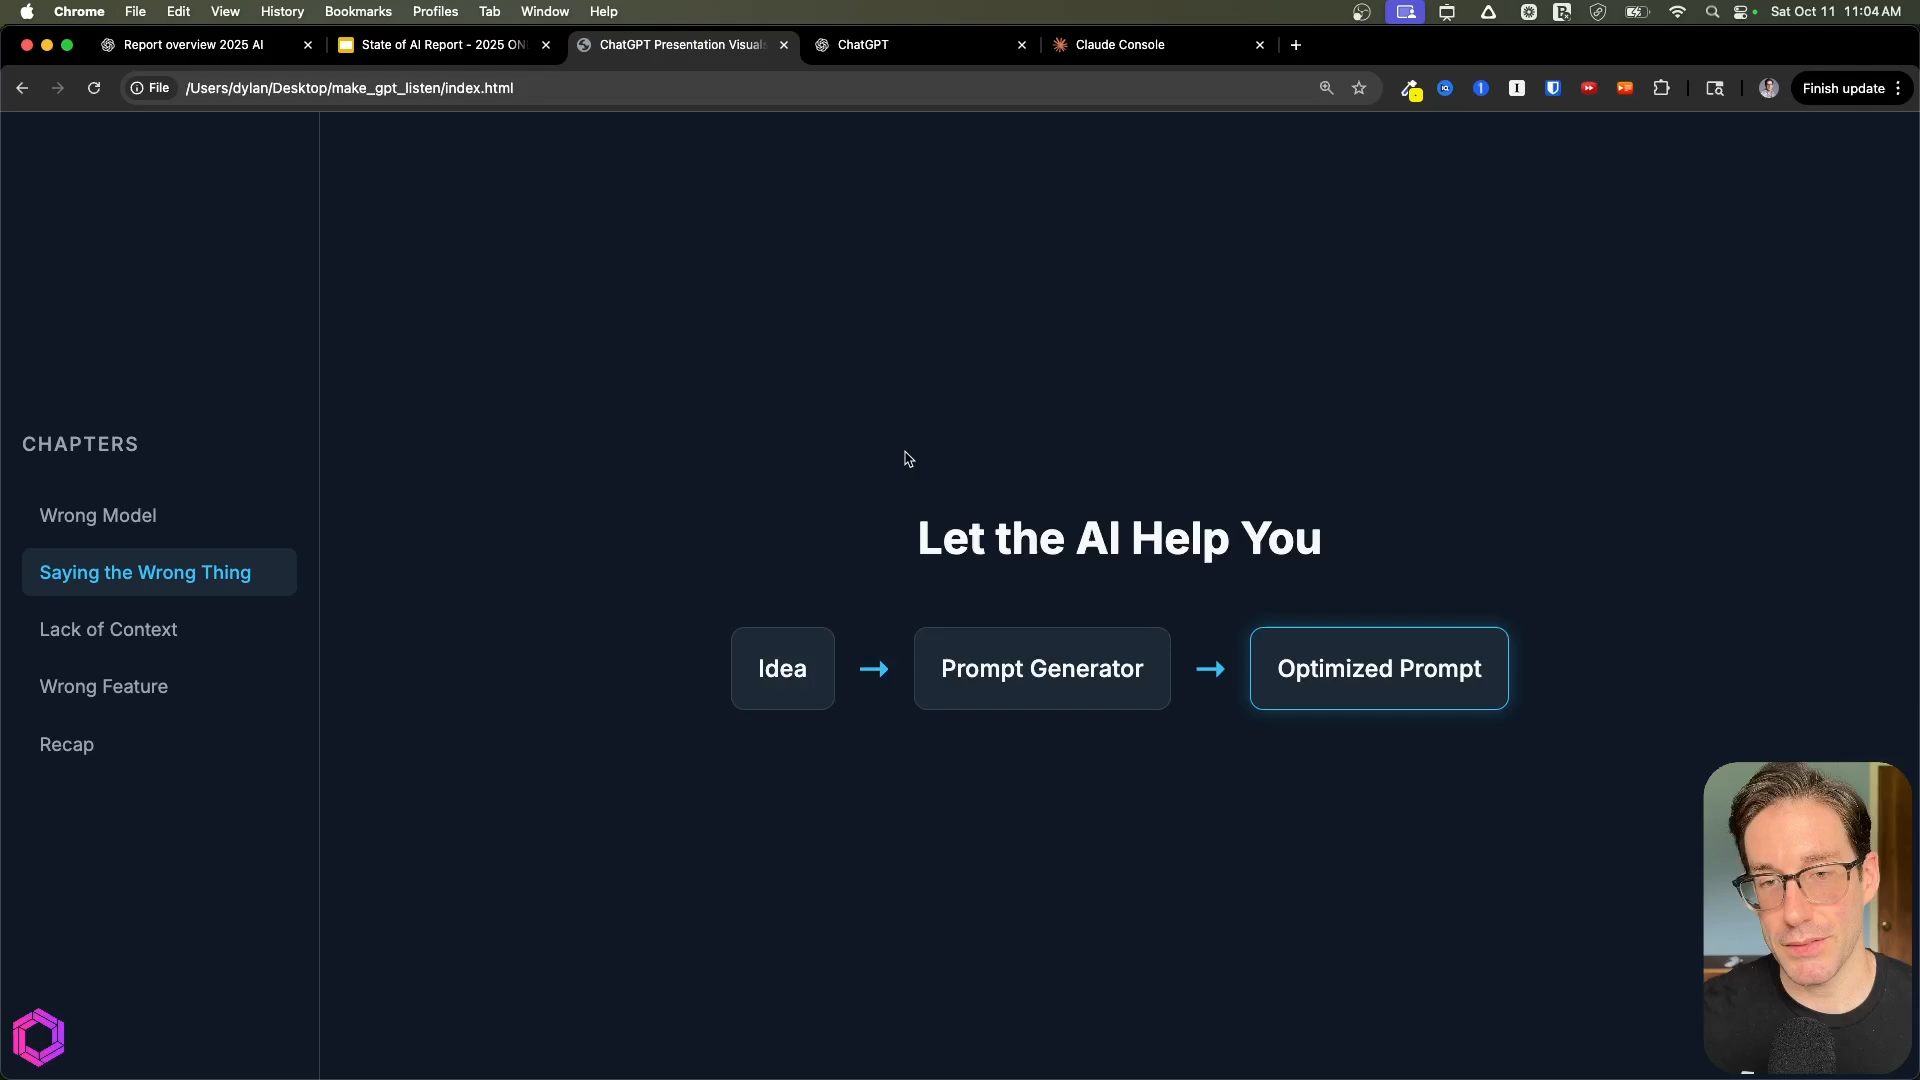 Chrome File Edit View History Bookmarks Profiles Tab Window Help Sat Oct 11 11:04 AM
Report overview 2025 AI State of AI Report - 2025 ON ChatGPT Presentation Visuals ChatGPT Claude Console
File /Users/dylan/Desktop/make_gpt_listen/index.html Finish update
CHAPTERS
Wrong Model
Saying the Wrong Thing
Lack of Context
Wrong Feature
Recap
Let the AI Help You
Idea → Prompt Generator → Optimized Prompt